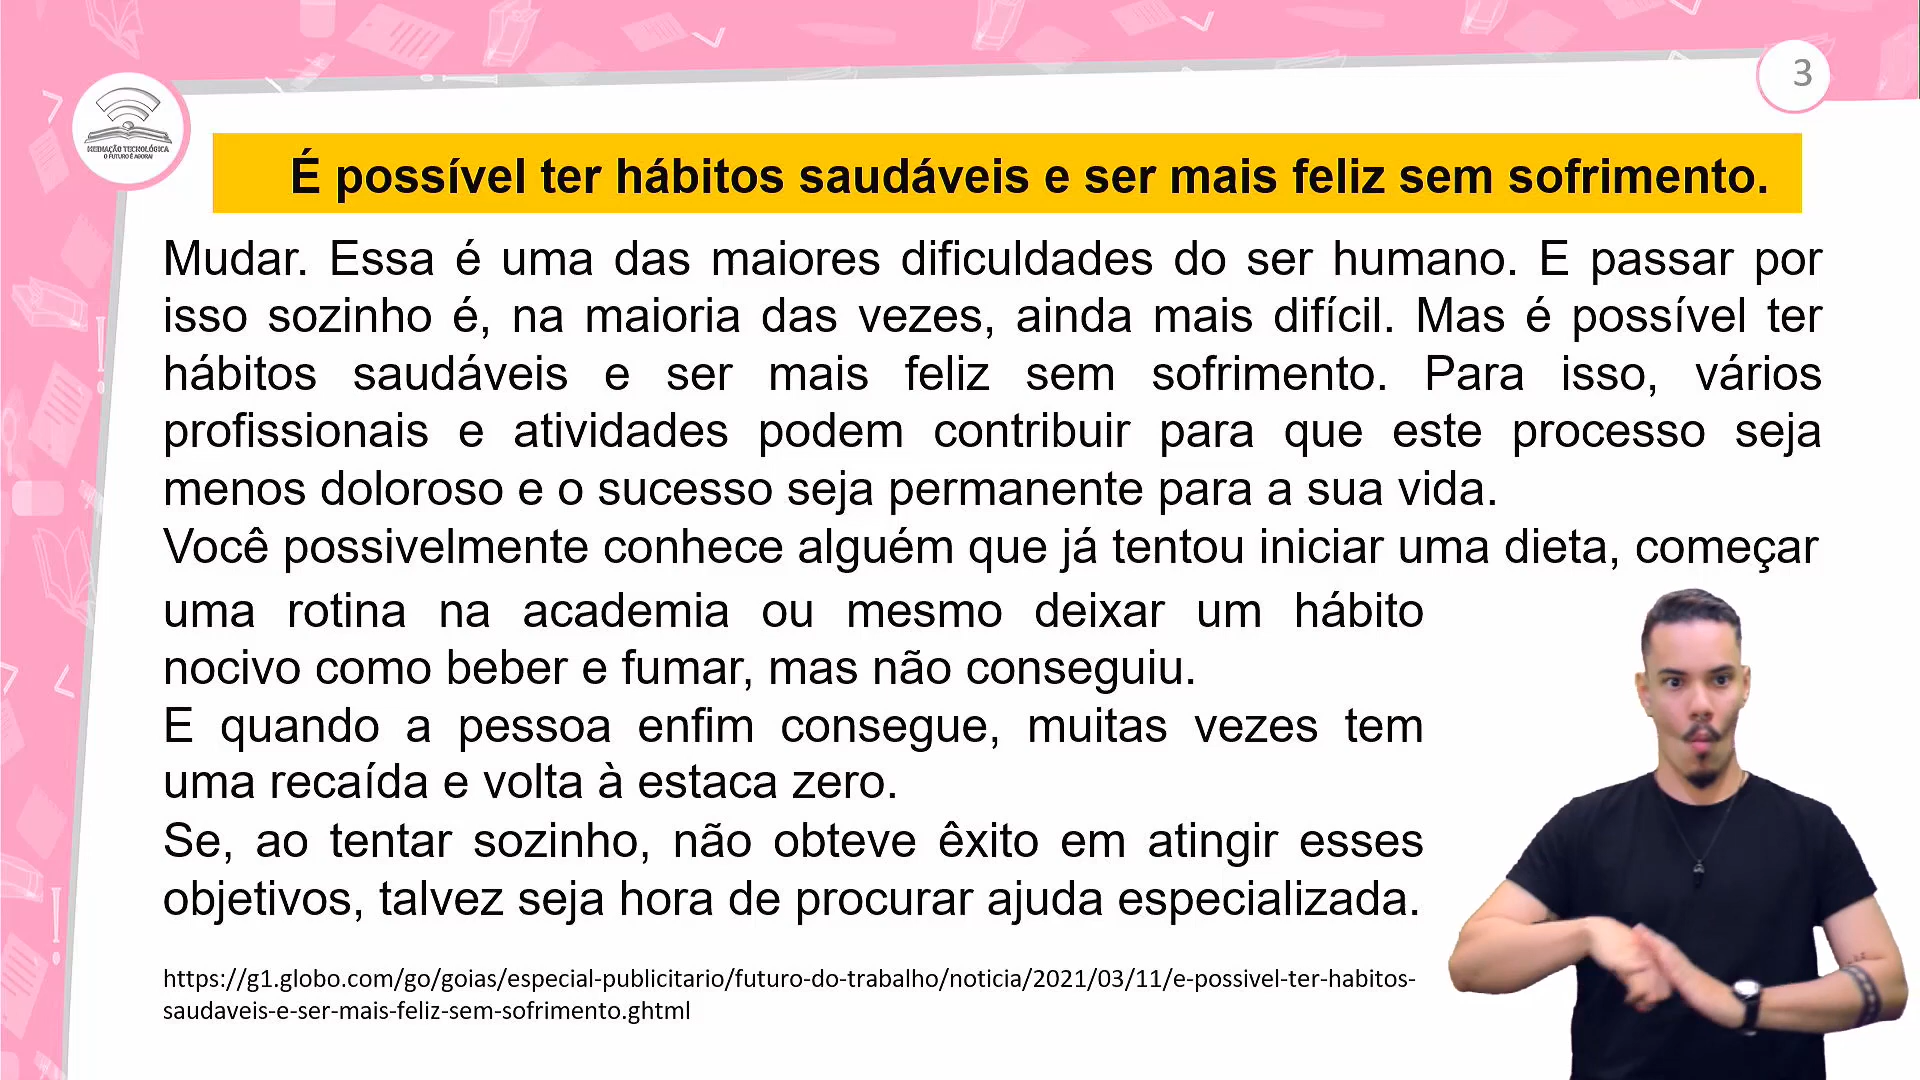 3
MEDIAÇÃO TECNOLÓGICA
O FUTURO É AGORA!
É possível ter hábitos saudáveis e ser mais feliz sem sofrimento.
Mudar. Essa é uma das maiores dificuldades do ser humano. E passar por
isso sozinho é, na maioria das vezes, ainda mais difícil. Mas é possível ter
hábitos saudáveis e ser mais feliz sem sofrimento. Para isso, vários
profissionais e atividades podem contribuir para que este processo seja
menos doloroso e o sucesso seja permanente para a sua vida.
Você possivelmente conhece alguém que já tentou iniciar uma dieta, começar
uma rotina na academia ou mesmo deixar um hábito
nocivo como beber e fumar, mas não conseguiu.
E quando a pessoa enfim consegue, muitas vezes tem
uma recaída e volta à estaca zero.
Se, ao tentar sozinho, não obteve êxito em atingir esses
objetivos, talvez seja hora de procurar ajuda especializada.
https://g1.globo.com/go/goias/especial-publicitario/futuro-do-trabalho/noticia/2021/03/11/e-possivel-ter-habitos-
saudaveis-e-ser-mais-feliz-sem-sofrimento.ghtml